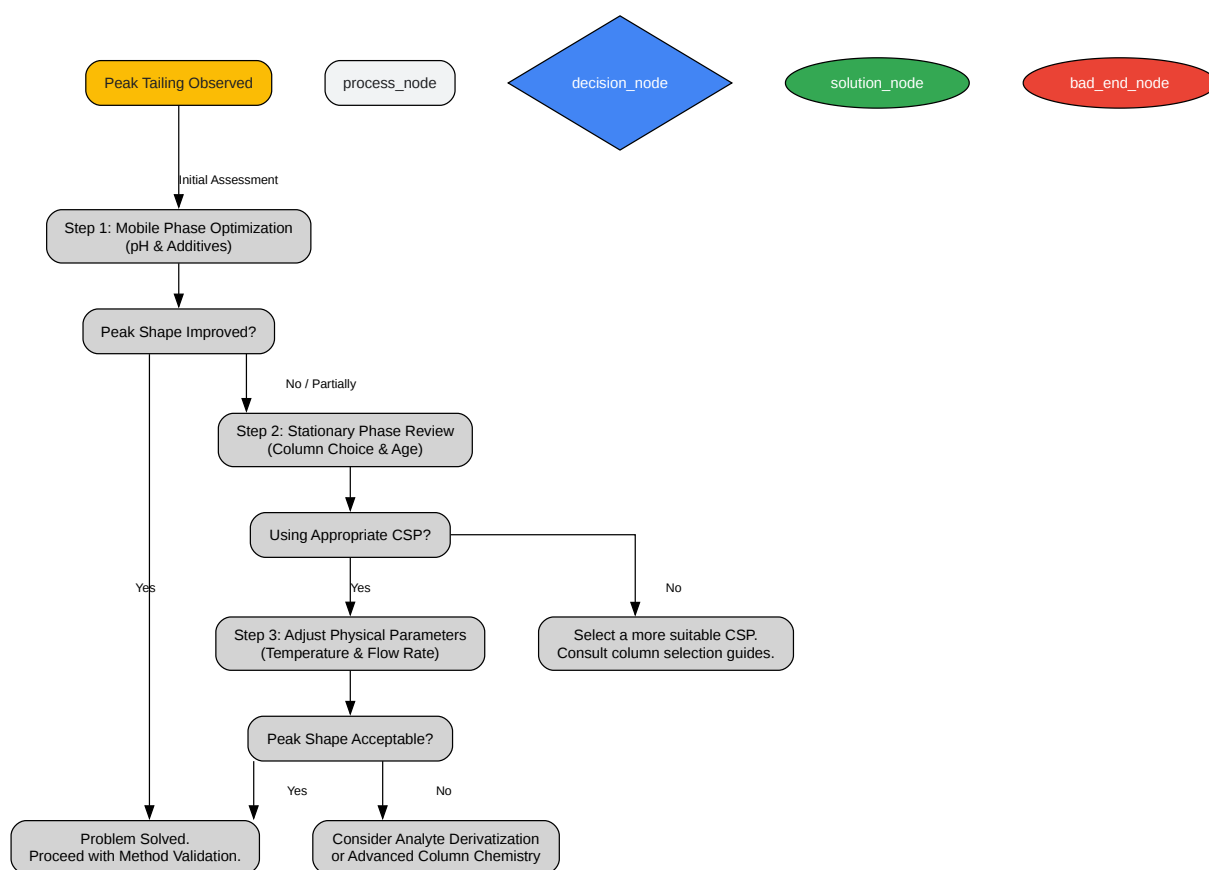 Peak Tailing Observed
process_node
decision_node
solution_node
bad_end_node
Initial Assessment
Step 1: Mobile Phase Optimization
(pH & Additives)
Peak Shape Improved?
No / Partially
Step 2: Stationary Phase Review
(Column Choice & Age)
Using Appropriate CSP?
Yes
Yes
No
Step 3: Adjust Physical Parameters
(Temperature & Flow Rate)
Select a more suitable CSP.
Consult column selection guides.
Peak Shape Acceptable?
Yes
No
Problem Solved.
Proceed with Method Validation.
Consider Analyte Derivatization
or Advanced Column Chemistry